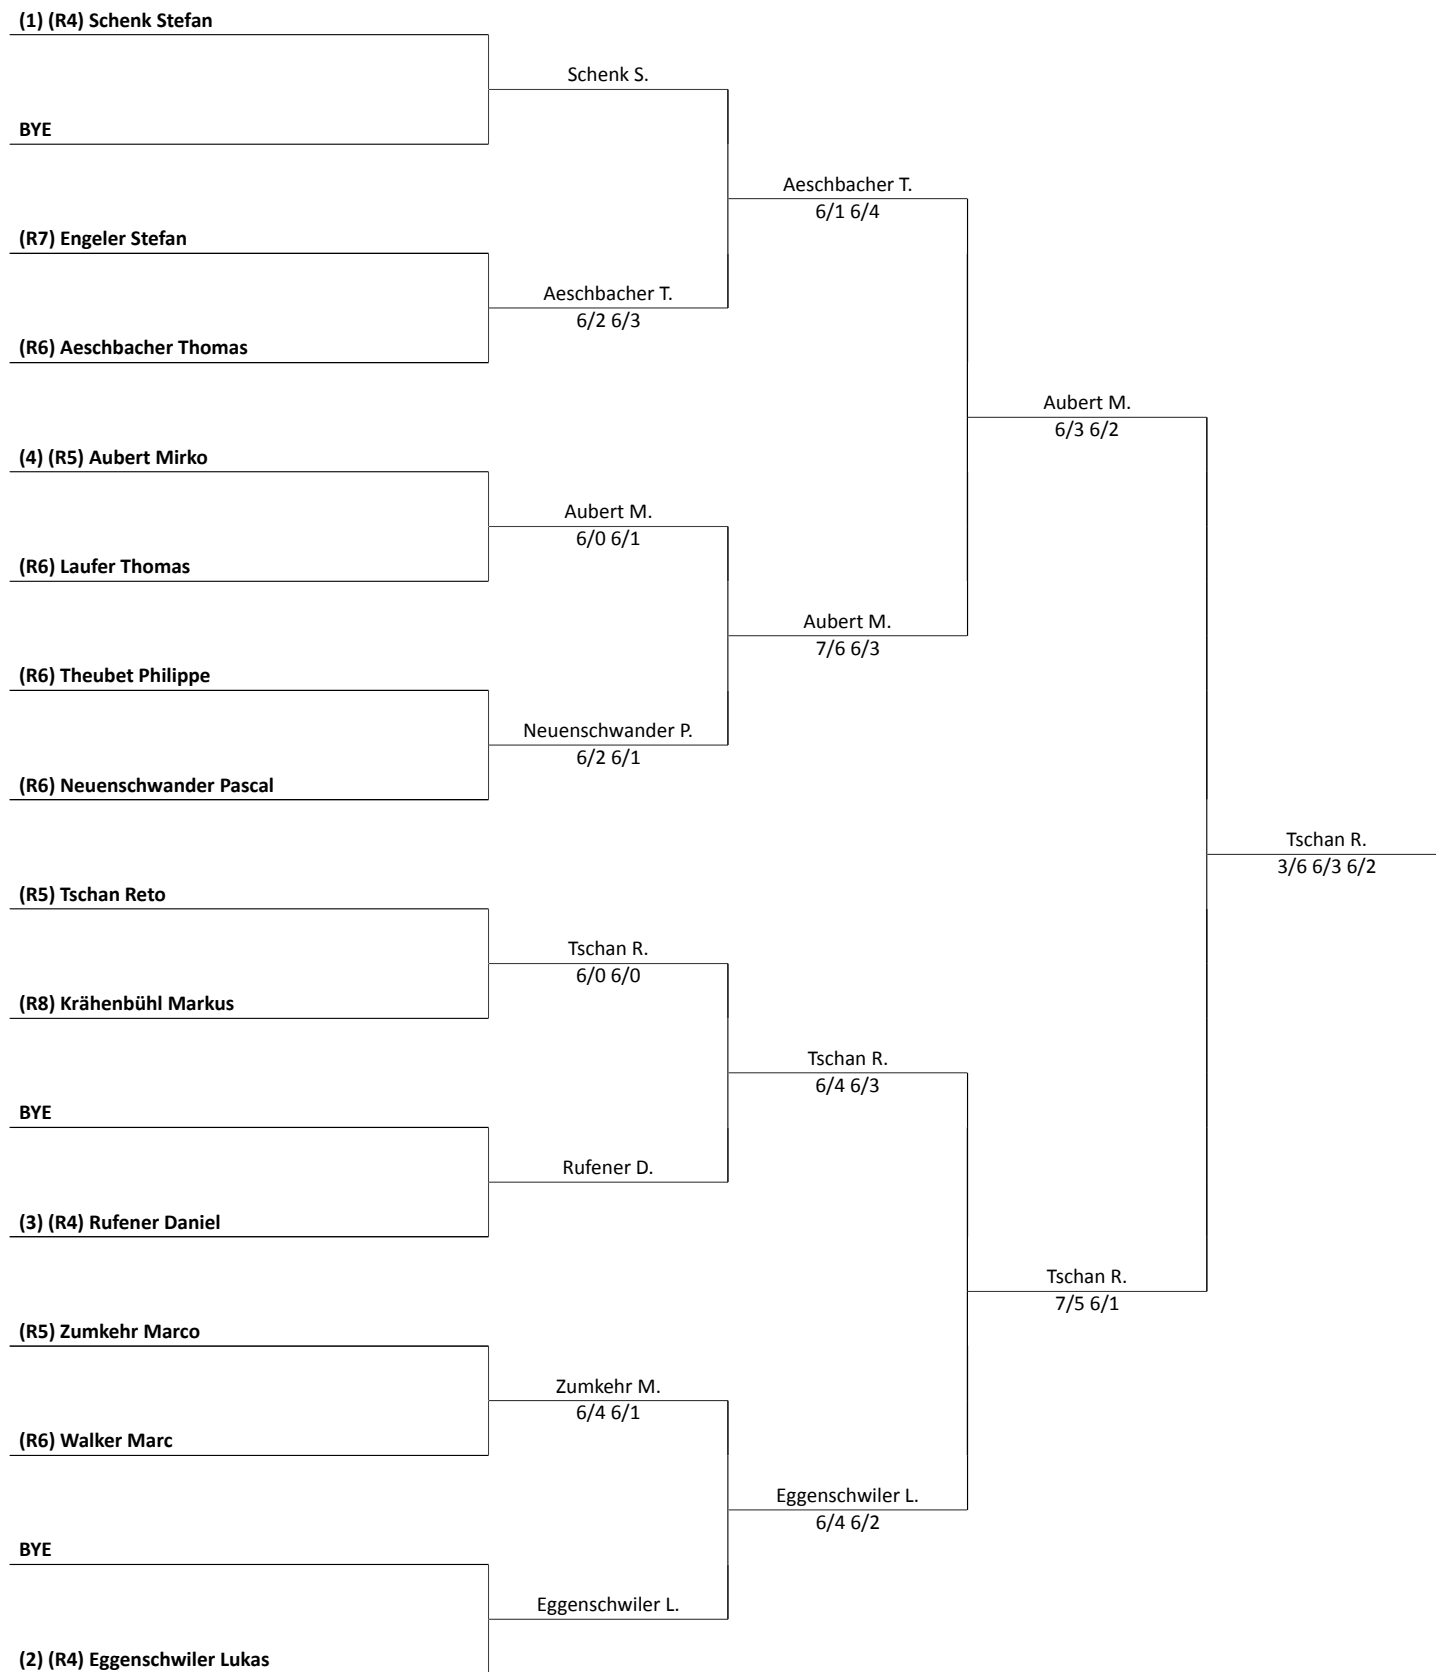 (1) (R4) Schenk Stefan
Schenk S.
BYE
Aeschbacher T.
6/1 6/4
(R7) Engeler Stefan
Aeschbacher T.
6/2 6/3
(R6) Aeschbacher Thomas
Aubert M.
6/3 6/2
(4) (R5) Aubert Mirko
Aubert M.
6/0 6/1
(R6) Laufer Thomas
Aubert M.
7/6 6/3
(R6) Theubet Philippe
Neuenschwander P.
6/2 6/1
(R6) Neuenschwander Pascal
Tschan R.
3/6 6/3 6/2
(R5) Tschan Reto
Tschan R.
6/0 6/0
(R8) Krähenbühl Markus
Tschan R.
6/4 6/3
BYE
Rufener D.
(3) (R4) Rufener Daniel
Tschan R.
7/5 6/1
(R5) Zumkehr Marco
Zumkehr M.
6/4 6/1
(R6) Walker Marc
Eggenschwiler L.
6/4 6/2
BYE
Eggenschwiler L.
(2) (R4) Eggenschwiler Lukas